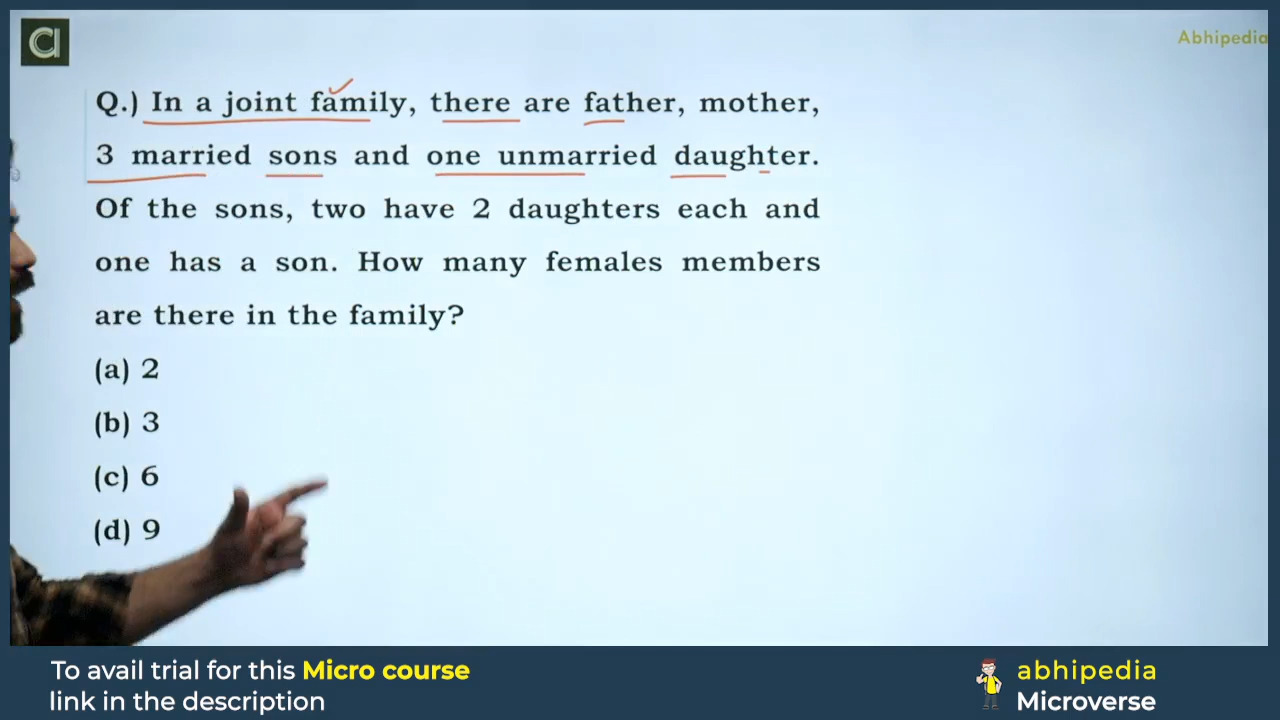 Abhipedia
Q.) In a joint family, there are father, mother,
3 married sons and one unmarried daughter.
Of the sons, two have 2 daughters each and
one has a son. How many females members
are there in the family?
(a) 2
(b) 3
(c) 6
(d) 9
To avail trial for this Micro course
link in the description
abhipedia
Microverse